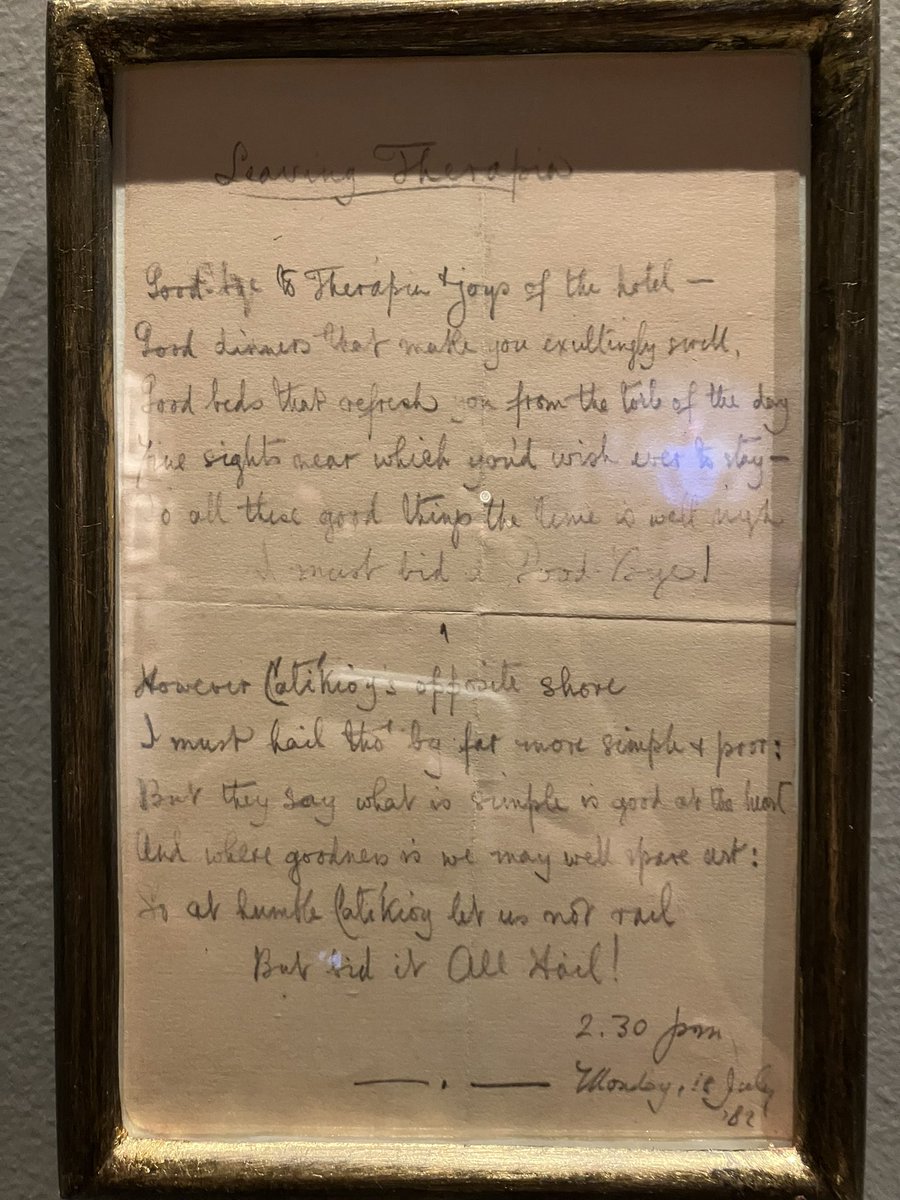 Leaving Therapia
Good-bye to Therapia & joys of the hotel —
Good dinners that make you exultingly swell,
Good beds that refresh you from the toils of the day
Fine sights near which you'd wish ever to stay —
To all these good things the time is well nigh
I must bid a Good-bye!
However Catikioy's opposite shore
I must hail tho' by far more simple & poor:
But they say what is simple is good at the heart
And where goodness is we may well spare art:
So at humble Catikioy let us not rail
But bid it All Hail!
2.30 pm
— . — Monday, 18 July
'82